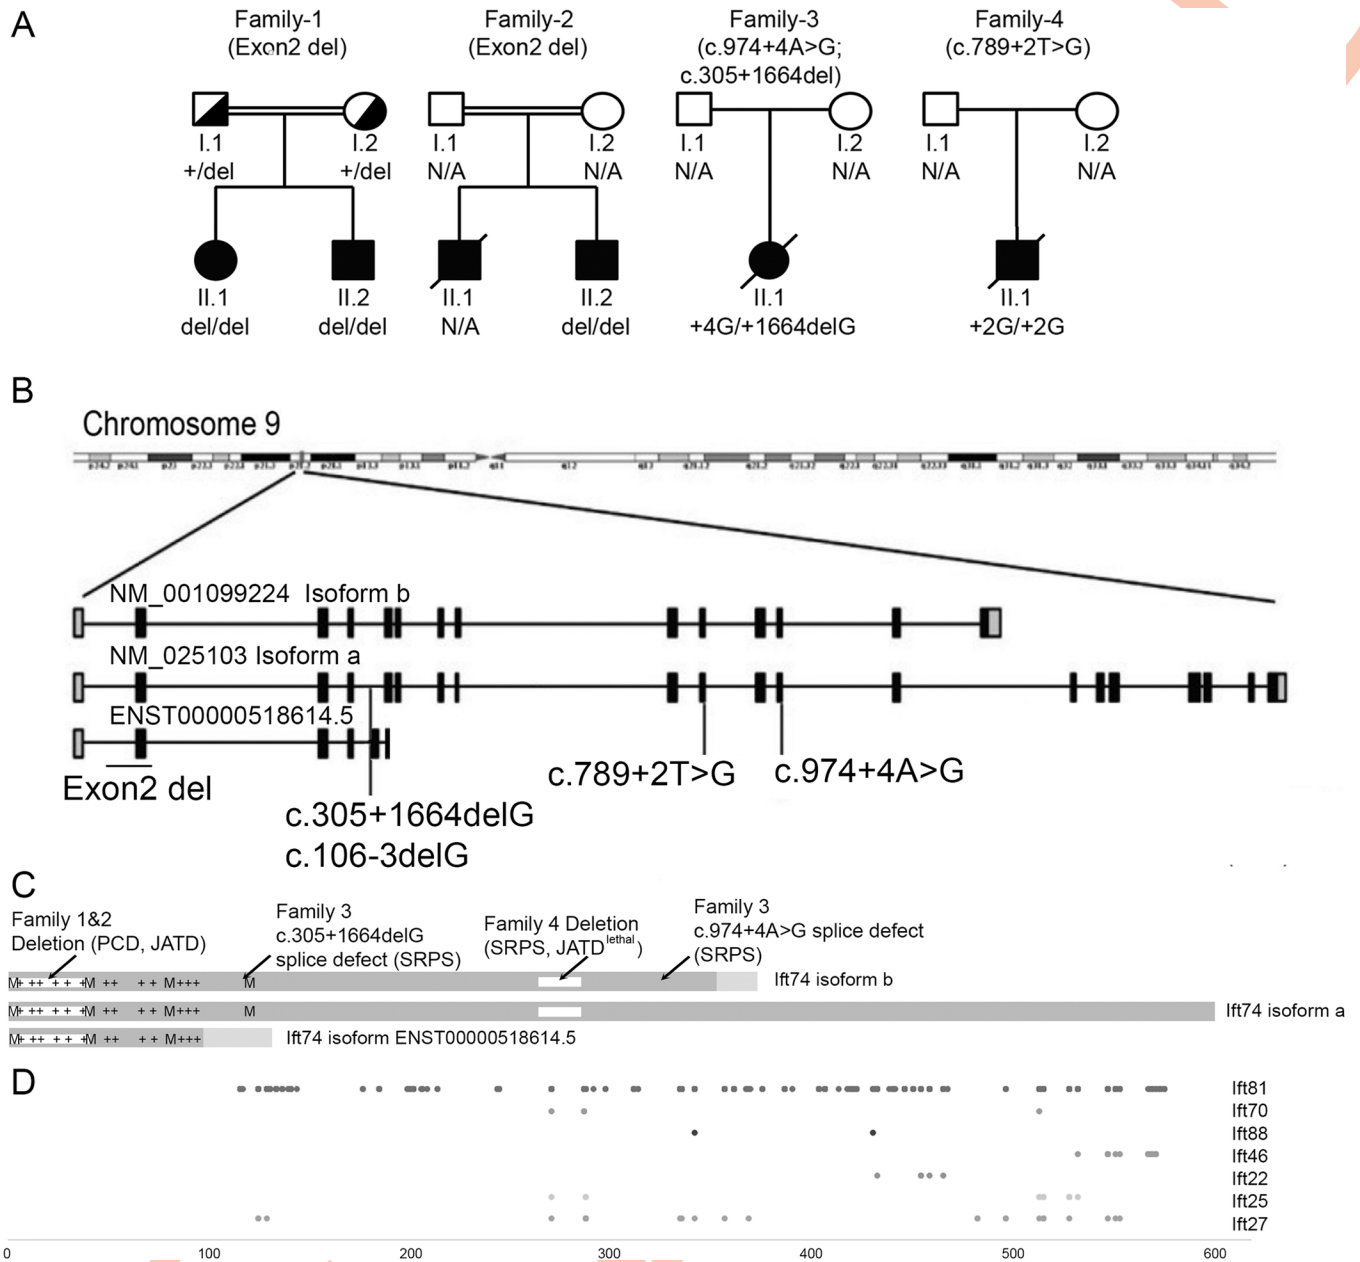 A
Family-1
(Exon2 del)
Family-2
(Exon2 del)
Family-3
(c.974+4A>G;
c.305+1664del)
Family-4
(c.789+2T>G)
I.1
+/del
I.2
+/del
I.1
N/A
I.2
N/A
I.1
N/A
I.2
N/A
I.1
N/A
I.2
N/A
II.1
del/del
II.2
del/del
II.1
N/A
II.2
del/del
II.1
+4G/+1664delG
II.1
+2G/+2G
B
Chromosome 9
NM_001099224 Isoform b
NM_025103 Isoform a
ENST00000518614.5
Exon2 del
c.305+1664delG
c.106-3delG
c.789+2T>G
c.974+4A>G
C
Family 1&2
Deletion (PCD, JATD)
Family 3
c.305+1664delG
splice defect (SRPS)
Family 4 Deletion
(SRPS, JATD lethal)
Family 3
c.974+4A>G splice defect
(SRPS)
M+ ++ + + +M ++ + + M+++ M Ift74 isoform b
M+ ++ + + +M ++ + + M+++ M Ift74 isoform a
M+ ++ + + +M ++ + + M+++ Ift74 isoform ENST00000518614.5
D
Ift81
Ift70
Ift88
Ift46
Ift22
Ift25
Ift27
0 100 200 300 400 500 600